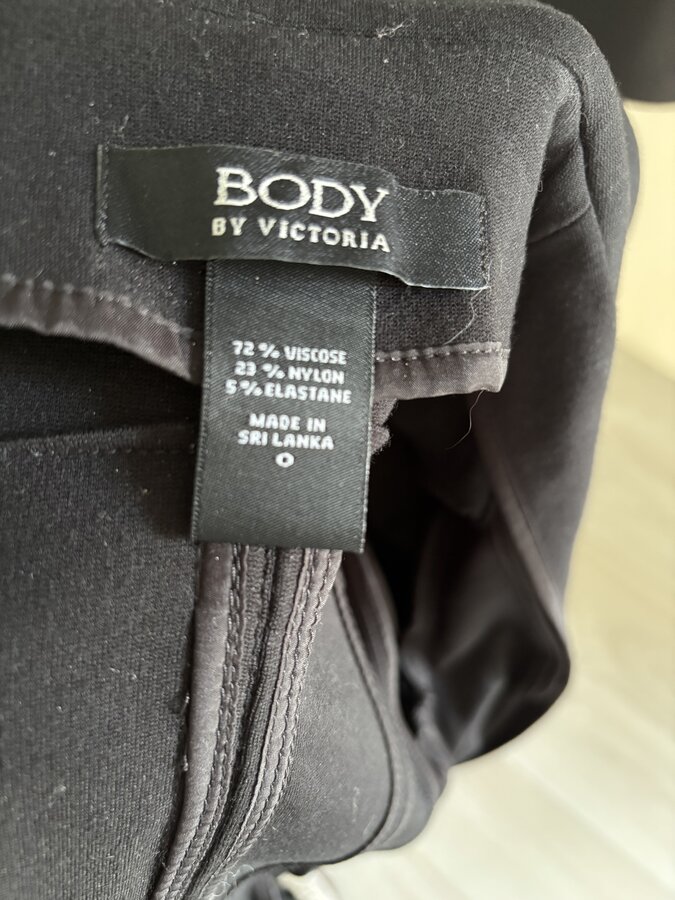 BODY
BY VICTORIA
72 % VISCOSE
23 % NYLON
5 % ELASTANE
MADE IN
SRI LANKA
0